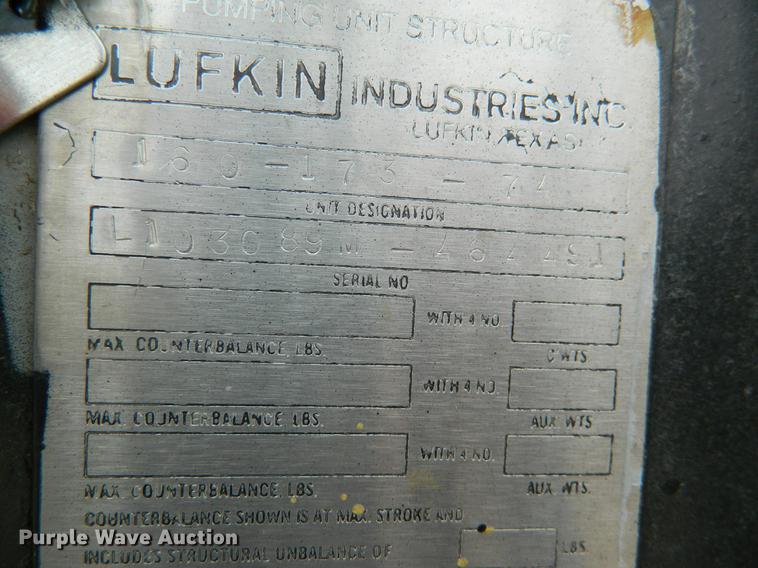 PUMPING UNIT STRUCTURE
LUFKIN INDUSTRIES INC
LUFKIN TEXAS
160-173-74
UNIT DESIGNATION
SERIAL NO
WITH 4 NO.
MAX. COUNTERBALANCE, LBS. C WTS.
WITH 4 NO.
MAX. COUNTERBALANCE, LBS. AUX WTS
WITH 4 NO.
MAX COUNTERBALANCE, LBS. AUX. WTS.
COUNTERBALANCE SHOWN IS AT MAX. STROKE AND
INCLUDES STRUCTURAL UNBALANCE OF LBS.
Purple Wave Auction